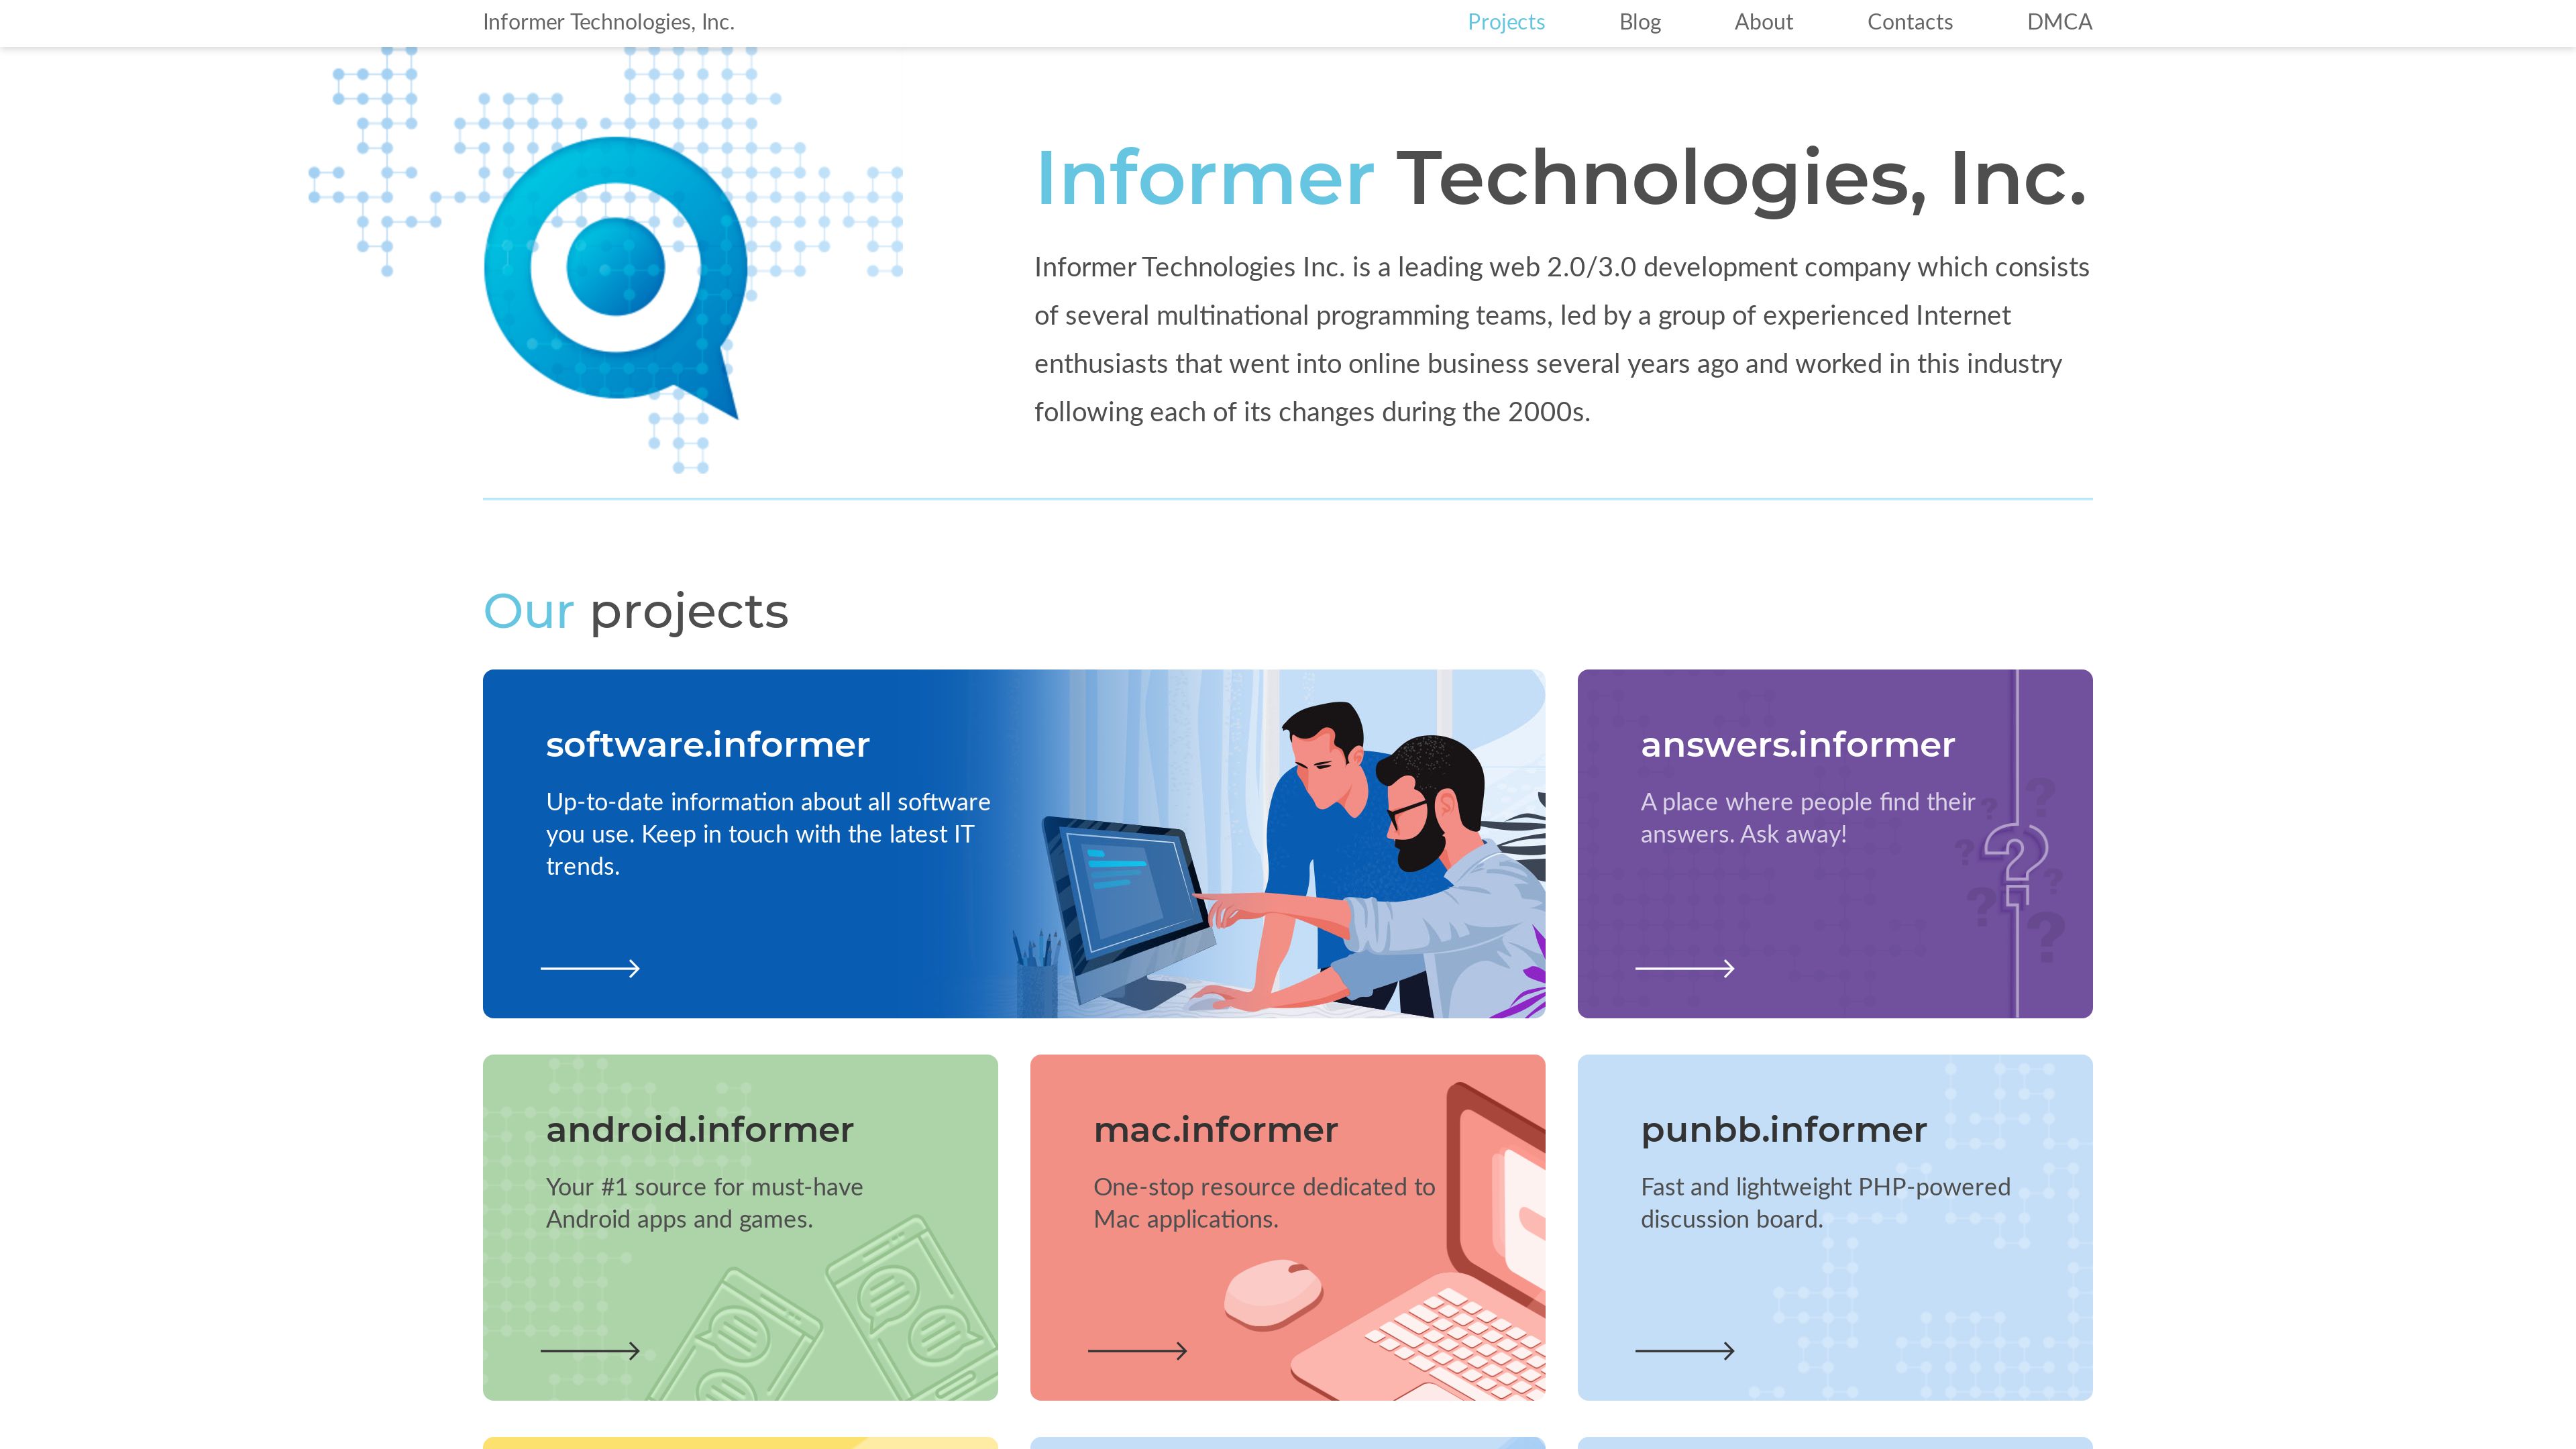 Informer Technologies, Inc.
Projects
Blog
About
Contacts
DMCA
Informer Technologies, Inc.
Informer Technologies Inc. is a leading web 2.0/3.0 development company which consists
of several multinational programming teams, led by a group of experienced Internet
enthusiasts that went into online business several years ago and worked in this industry
following each of its changes during the 2000s.
Our projects
software.informer
Up-to-date information about all software
you use. Keep in touch with the latest IT
trends.
answers.informer
A place where people find their
answers. Ask away!
android.informer
Your #1 source for must-have
Android apps and games.
mac.informer
One-stop resource dedicated to
Mac applications.
punbb.informer
Fast and lightweight PHP-powered
discussion board.